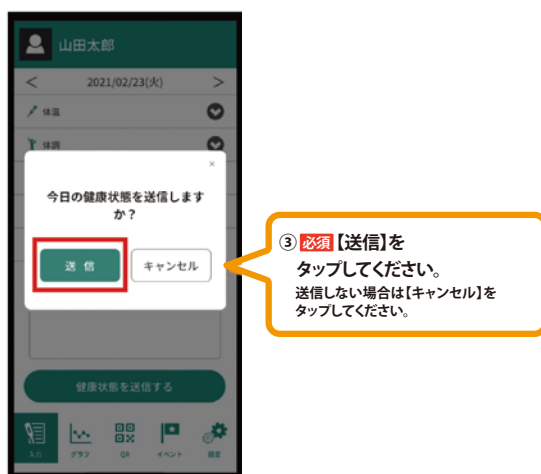 山田太郎
< 2021/02/23(火) >
体温
体調
×
今日の健康状態を送信します
か？
送 信
キャンセル
健康状態を送信する
入力
グラフ
QR
イベント
設定
③ 必須【送信】を
タップしてください。
送信しない場合は【キャンセル】を
タップしてください。